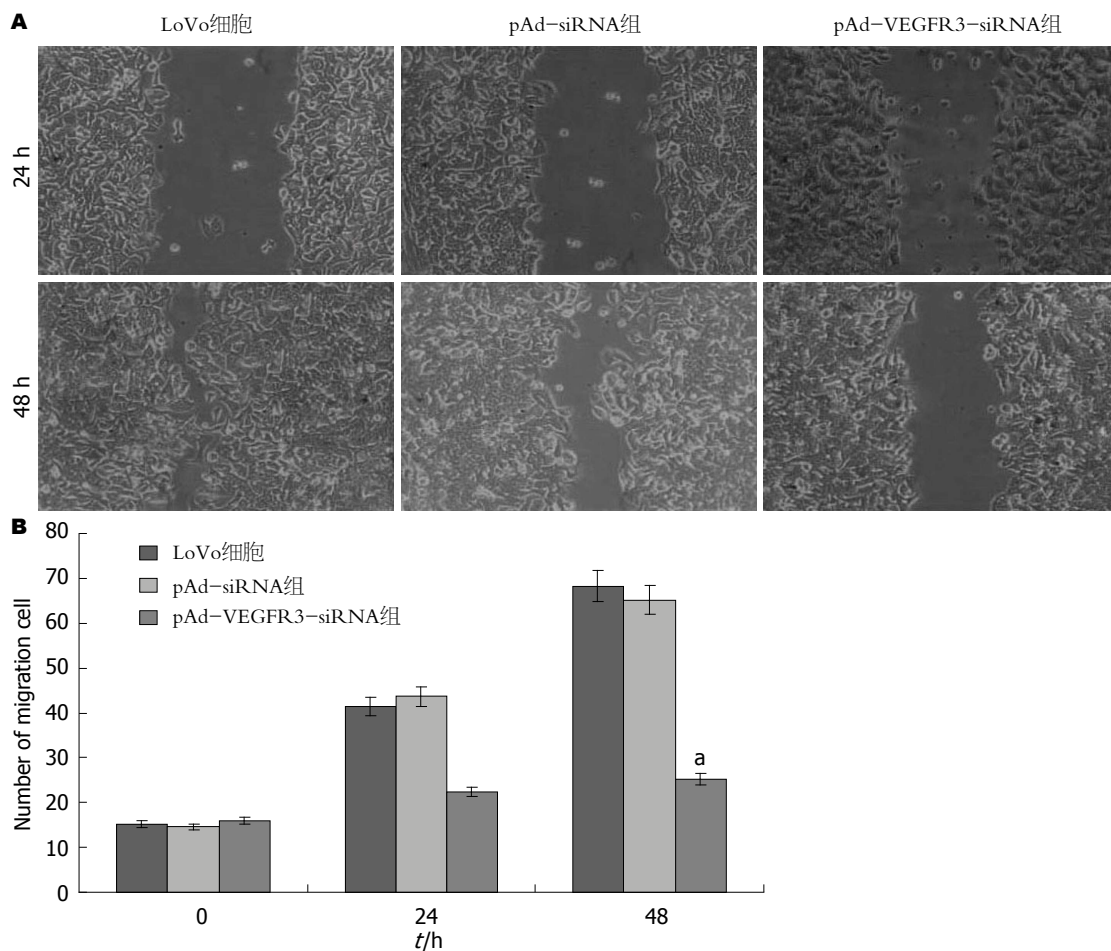 A
LoVo细胞
pAd-siRNA组
pAd-VEGFR3-siRNA组
24 h
48 h
B
80
70
60
50
40
30
20
10
0
Number of migration cell
LoVo细胞
pAd-siRNA组
pAd-VEGFR3-siRNA组
a
0
24
48
t/h